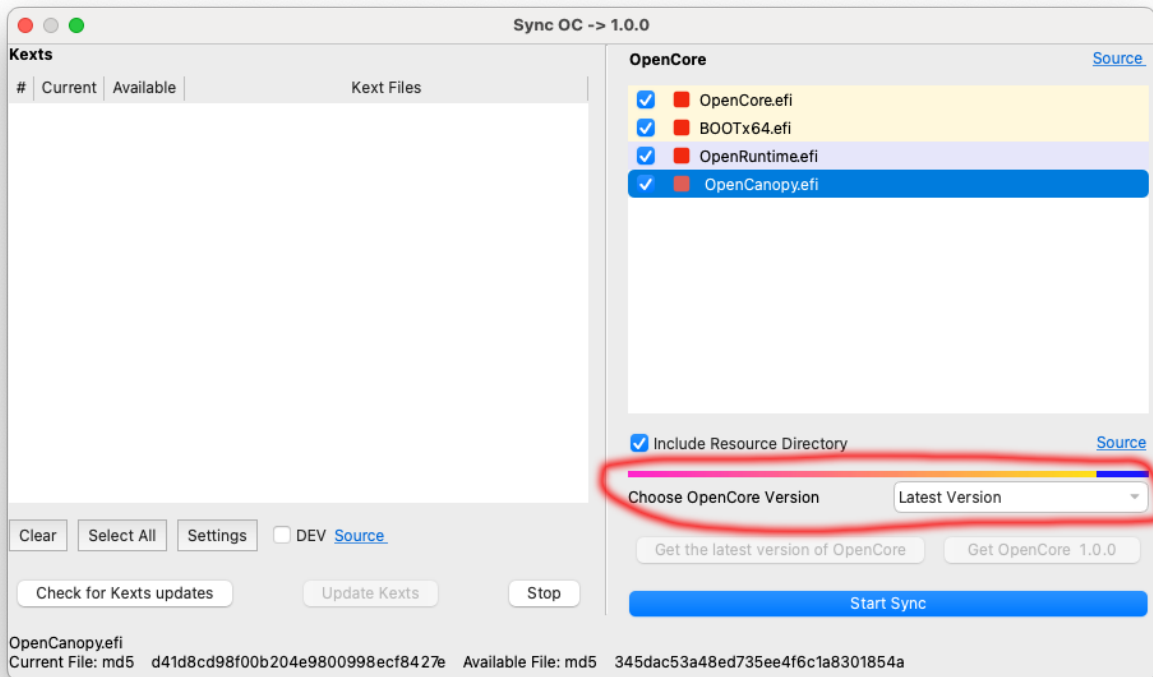 Sync OC -> 1.0.0
Kexts
# Current Available Kext Files
OpenCore Source
OpenCore.efi
BOOTx64.efi
OpenRuntime.efi
OpenCanopy.efi
Include Resource Directory Source
Choose OpenCore Version Latest Version
Clear Select All Settings DEV Source
Get the latest version of OpenCore Get OpenCore 1.0.0
Check for Kexts updates Update Kexts Stop
Start Sync
OpenCanopy.efi
Current File: md5 d41d8cd98f00b204e9800998ecf8427e Available File: md5 345dac53a48ed735ee4f6c1a8301854a